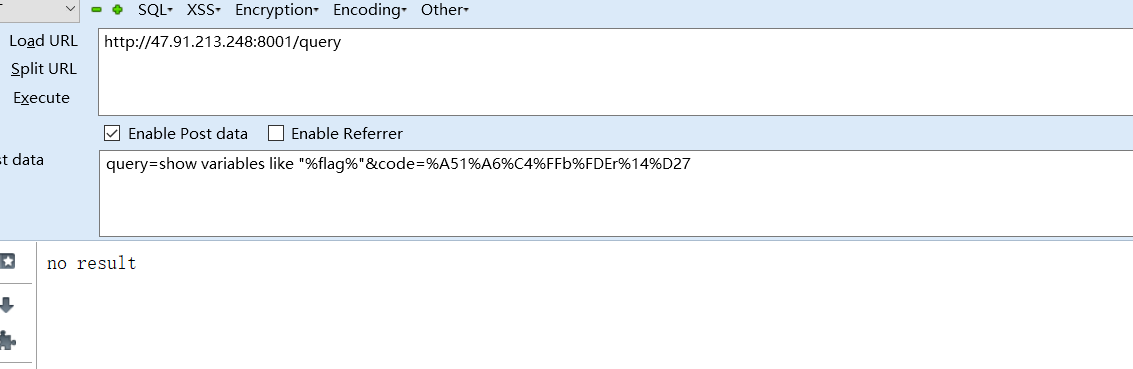 SQL▾ XSS▾ Encryption▾ Encoding▾ Other▾
Load URL
http://47.91.213.248:8001/query
Split URL
Execute
Enable Post data Enable Referrer
st data
query=show variables like "%flag%"&code=%A51%A6%C4%FFb%FDEr%14%D27
no result